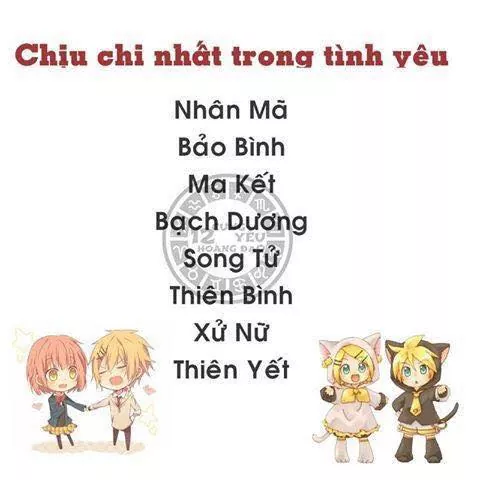 Chịu chi nhất trong tình yêu
Nhân Mã
Bảo Bình
Ma Kết
Bạch Dương
12
YÊU
HOÀNG ĐẠO
Song Tử
Thiên Bình
Xử Nữ
Thiên Yết